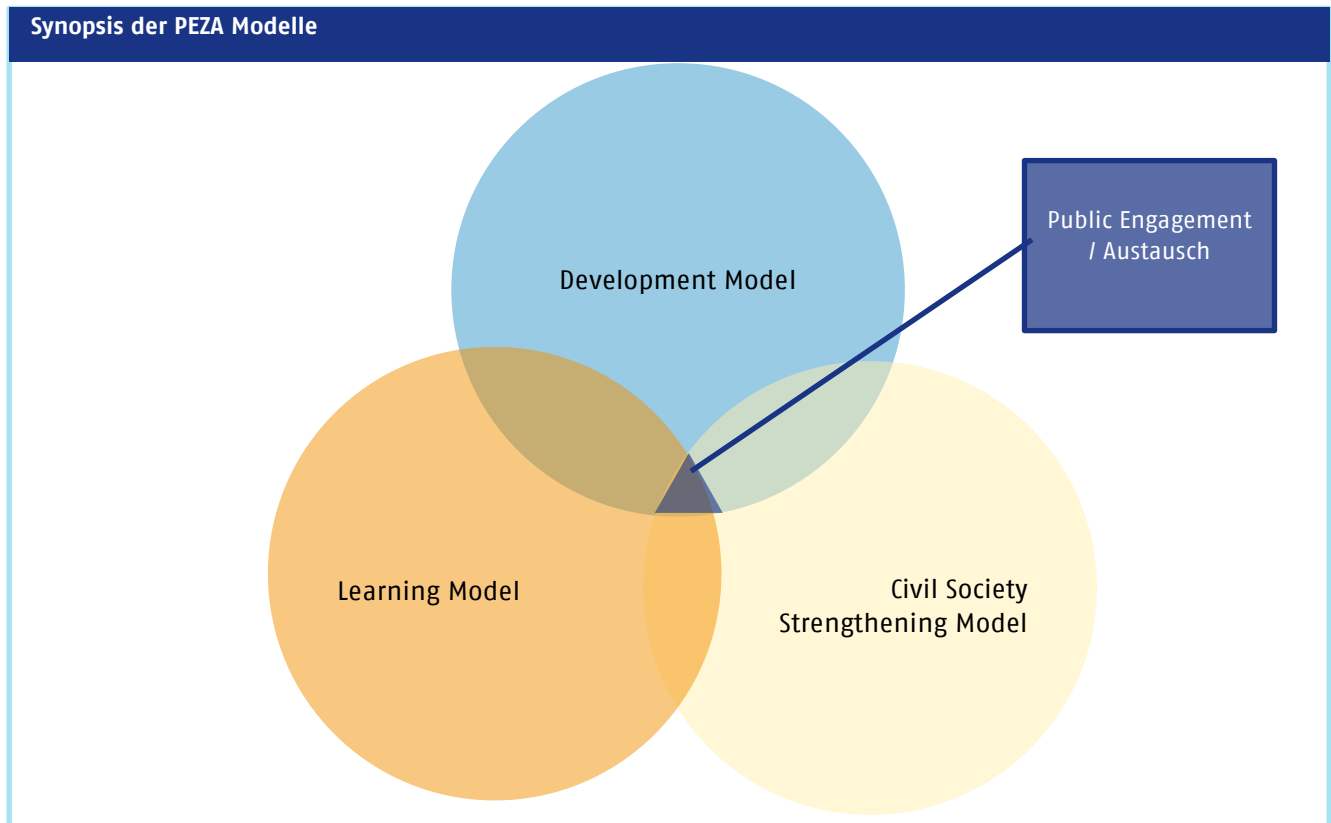 Synopsis der PEZA Modelle
Public Engagement
/ Austausch
Development Model
Learning Model
Civil Society
Strengthening Model